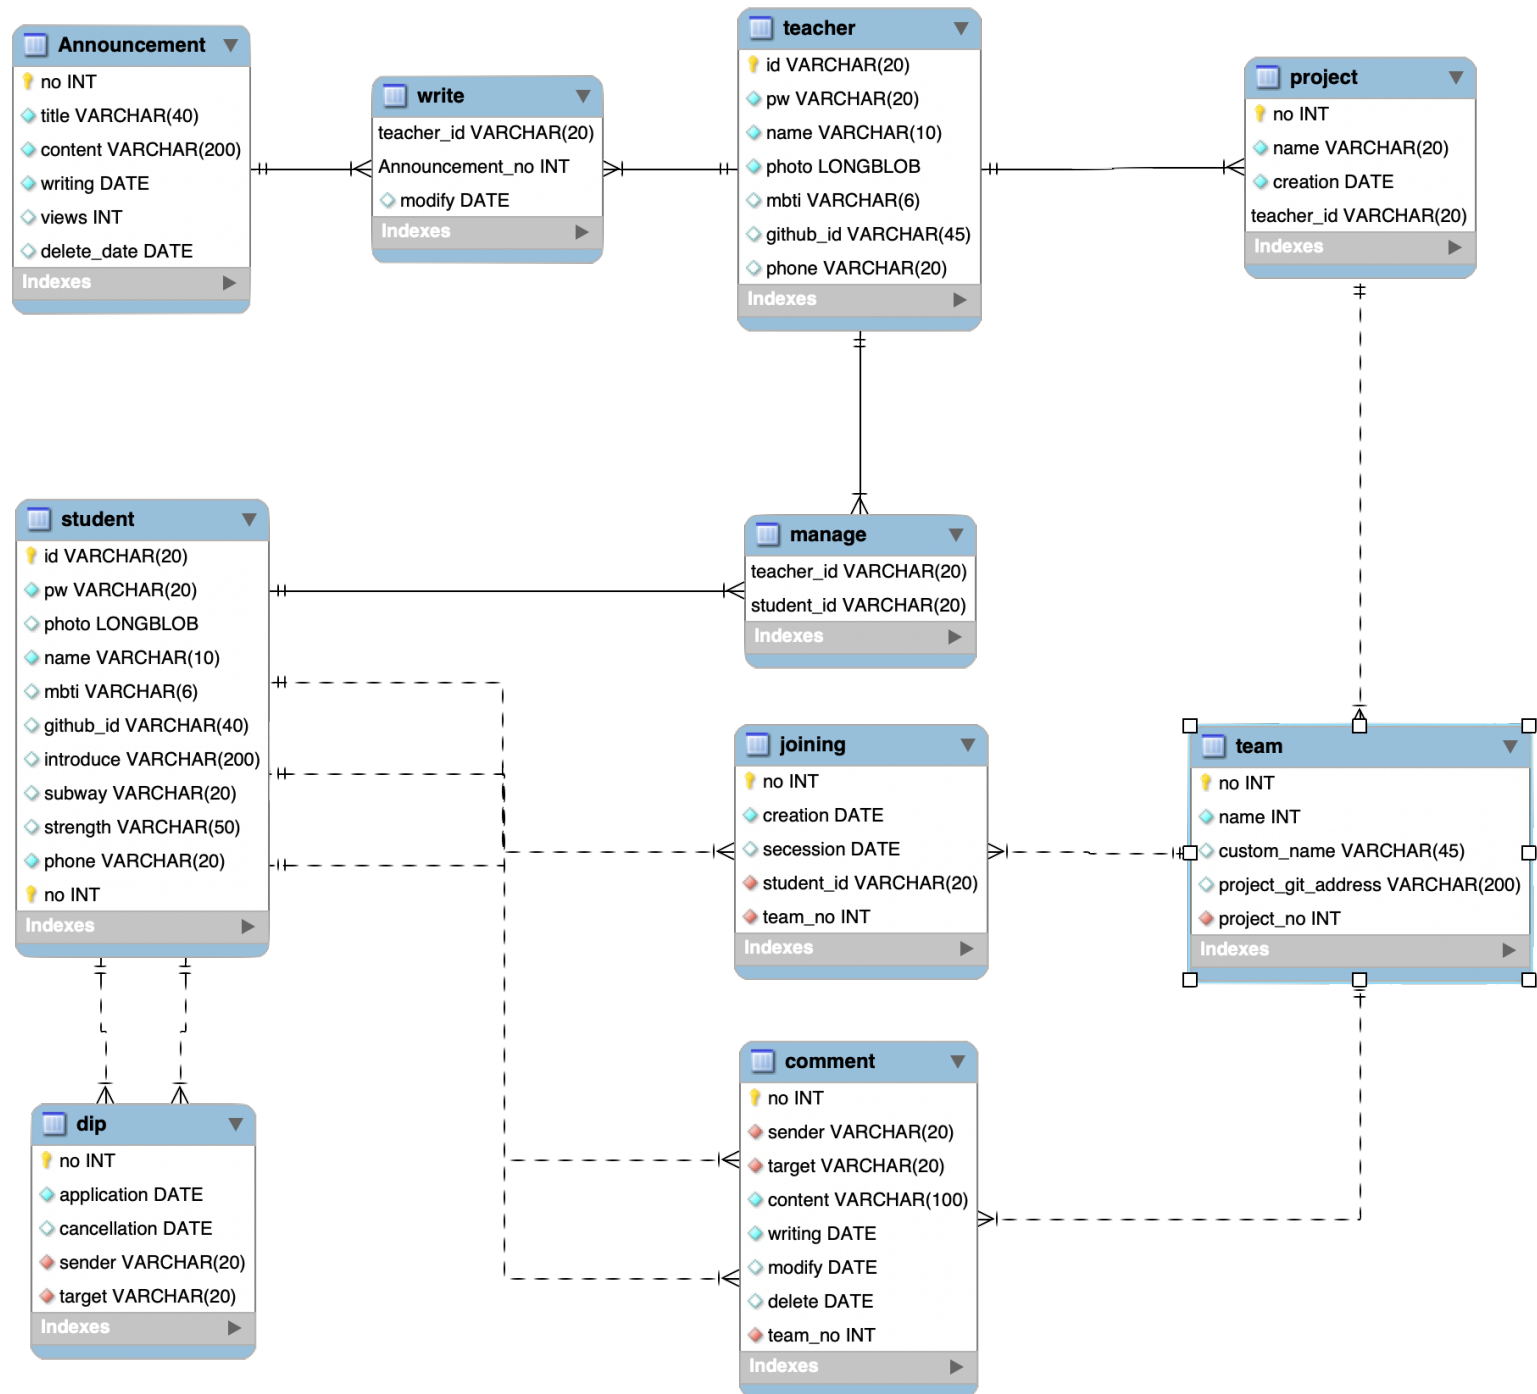 Announcement
no INT
title VARCHAR(40)
content VARCHAR(200)
writing DATE
views INT
delete_date DATE
Indexes
write
teacher_id VARCHAR(20)
Announcement_no INT
modify DATE
Indexes
teacher
id VARCHAR(20)
pw VARCHAR(20)
name VARCHAR(10)
photo LONGBLOB
mbti VARCHAR(6)
github_id VARCHAR(45)
phone VARCHAR(20)
Indexes
project
no INT
name VARCHAR(20)
creation DATE
teacher_id VARCHAR(20)
Indexes
student
id VARCHAR(20)
pw VARCHAR(20)
photo LONGBLOB
name VARCHAR(10)
mbti VARCHAR(6)
github_id VARCHAR(40)
introduce VARCHAR(200)
subway VARCHAR(20)
strength VARCHAR(50)
phone VARCHAR(20)
no INT
Indexes
manage
teacher_id VARCHAR(20)
student_id VARCHAR(20)
Indexes
joining
no INT
creation DATE
secession DATE
student_id VARCHAR(20)
team_no INT
Indexes
team
no INT
name INT
custom_name VARCHAR(45)
project_git_address VARCHAR(200)
project_no INT
Indexes
dip
no INT
application DATE
cancellation DATE
sender VARCHAR(20)
target VARCHAR(20)
Indexes
comment
no INT
sender VARCHAR(20)
target VARCHAR(20)
content VARCHAR(100)
writing DATE
modify DATE
delete DATE
team_no INT
Indexes